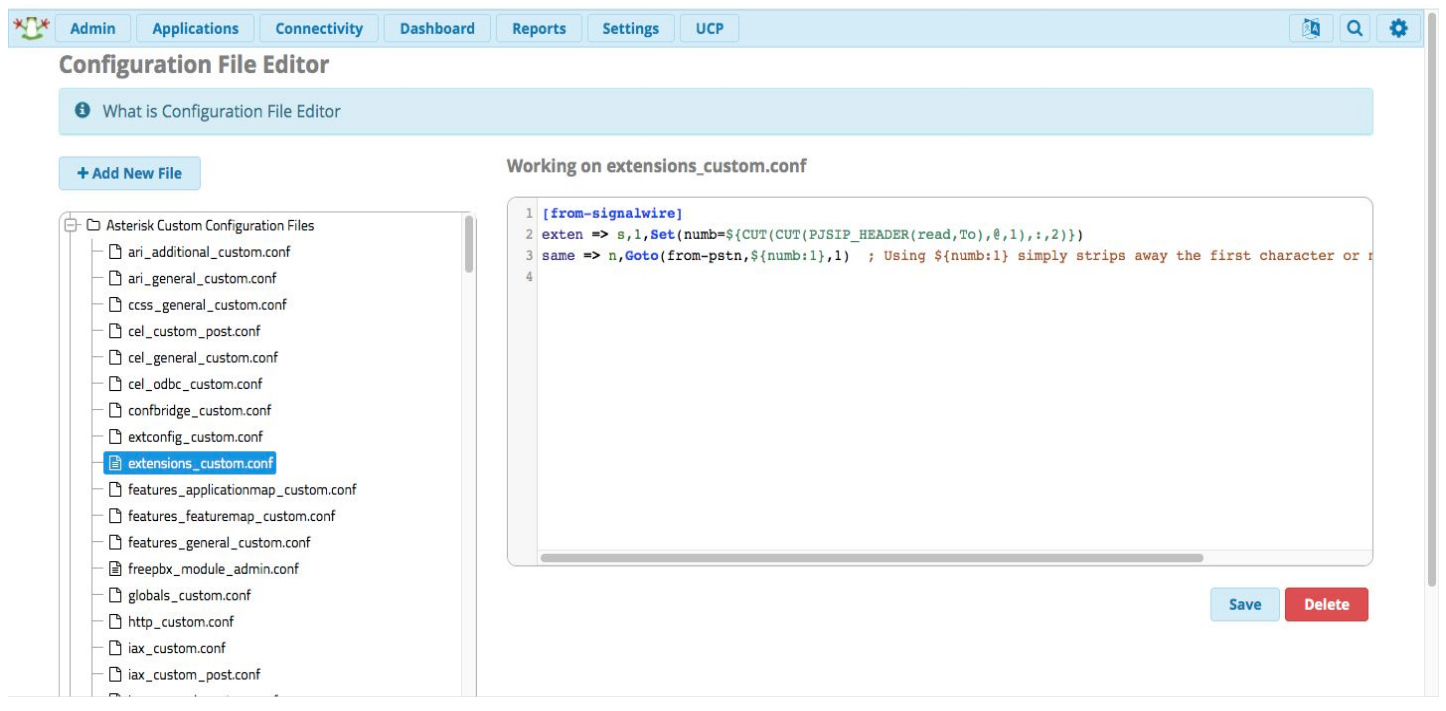 Admin Applications Connectivity Dashboard Reports Settings UCP
Configuration File Editor
What is Configuration File Editor
+ Add New File
Asterisk Custom Configuration Files
ari_additional_custom.conf
ari_general_custom.conf
ccss_general_custom.conf
cel_custom_post.conf
cel_general_custom.conf
cel_odbc_custom.conf
confbridge_custom.conf
extconfig_custom.conf
extensions_custom.conf
features_applicationmap_custom.conf
features_featuremap_custom.conf
features_general_custom.conf
freepbx_module_admin.conf
globals_custom.conf
http_custom.conf
iax_custom.conf
iax_custom_post.conf
Working on extensions_custom.conf
1 [from-signalwire]
2 exten => s,1,Set(numb=${CUT(CUT(PJSIP_HEADER(read,To),@,1),:,2)})
3 same => n,Goto(from-pstn,${numb:1},1) ; Using ${numb:1} simply strips away the first character or
4
Save Delete